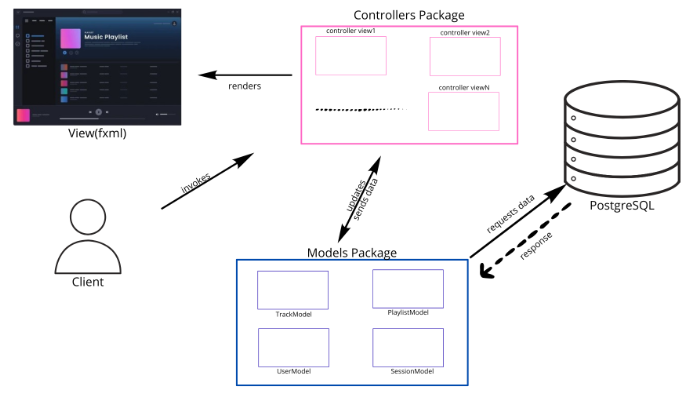 Controllers Package
controller view1
controller view2
controller viewN
Music Playlist
renders
View(fxml)
invokes
updates
sends data
requests data
response
PostgreSQL
Client
Models Package
TrackModel
PlaylistModel
UserModel
SessionModel